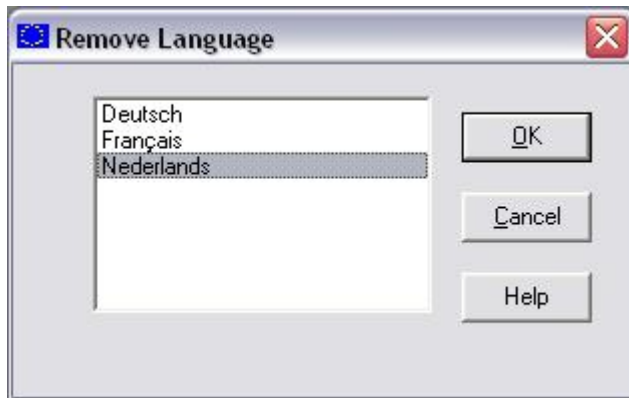 Remove Language
Deutsch
Français
Nederlands
OK
Cancel
Help